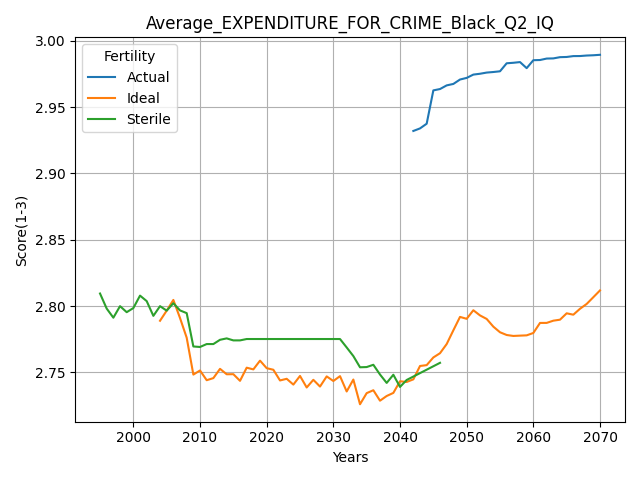 Average_EXPENDITURE_FOR_CRIME_Black_Q2_IQ
Fertility
Actual
Ideal
Sterile
Score(1-3)
3.00
2.95
2.90
2.85
2.80
2.75
2000
2010
2020
2030
2040
2050
2060
2070
Years